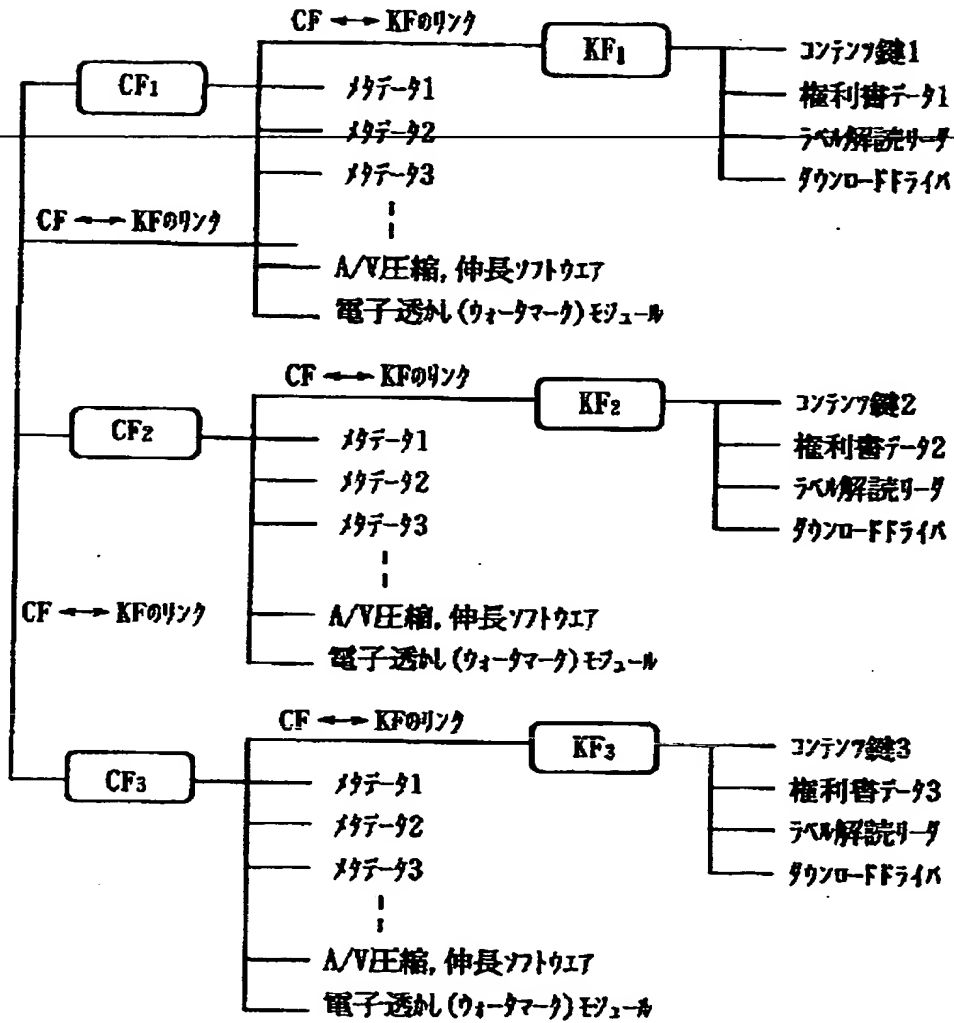 CF ←→ KFのリンク
KF1
コンテンツ鍵1
CF1
メタデータ1
権利書データ1
メタデータ2
ラベル解読リーダ
メタデータ3
ダウンロードドライバ
CF ←→ KFのリンク
A/V圧縮, 伸長ソフトウエア
電子透かし(ウォータマーク)モジュール
CF ←→ KFのリンク
KF2
コンテンツ鍵2
CF2
メタデータ1
権利書データ2
メタデータ2
ラベル解読リーダ
メタデータ3
ダウンロードドライバ
CF ←→ KFのリンク
A/V圧縮, 伸長ソフトウエア
電子透かし(ウォータマーク)モジュール
CF ←→ KFのリンク
KF3
コンテンツ鍵3
CF3
メタデータ1
権利書データ3
メタデータ2
ラベル解読リーダ
メタデータ3
ダウンロードドライバ
A/V圧縮, 伸長ソフトウエア
電子透かし(ウォータマーク)モジュール